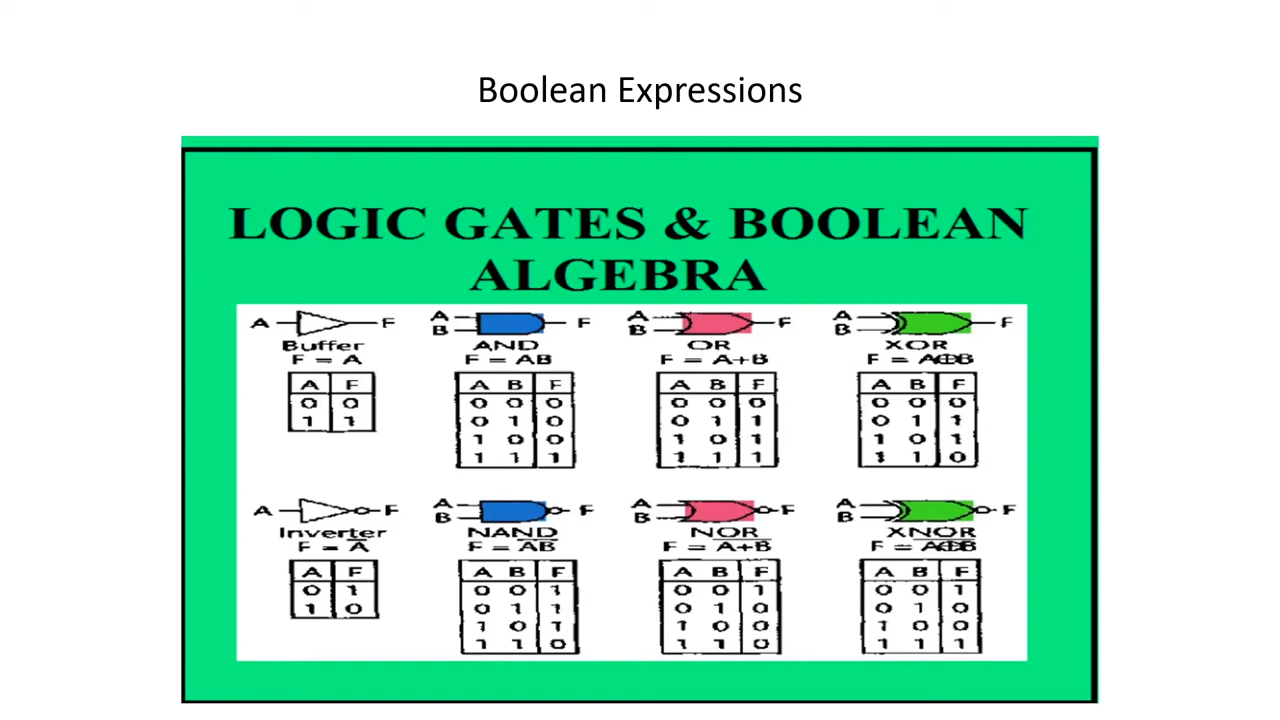 Boolean Expressions
LOGIC GATES & BOOLEAN
ALGEBRA
A F
Buffer
F = A
A F
0 0
1 1
A
B F
AND
F = AB
A B F
0 0 0
0 1 0
1 0 0
1 1 1
A
B F
OR
F = A+B
A B F
0 0 0
0 1 1
1 0 1
1 1 1
A
B F
XOR
F = A⊕B
A B F
0 0 0
0 1 1
1 0 1
1 1 0
A F
Inverter
F = A̅
A F
0 1
1 0
A
B F
NAND
F = A̅B̅
A B F
0 0 1
0 1 1
1 0 1
1 1 0
A
B F
NOR
F = A̅+̅B̅
A B F
0 0 1
0 1 0
1 0 0
1 1 0
A
B F
XNOR
F = A̅⊕̅B̅
A B F
0 0 1
0 1 0
1 0 0
1 1 1